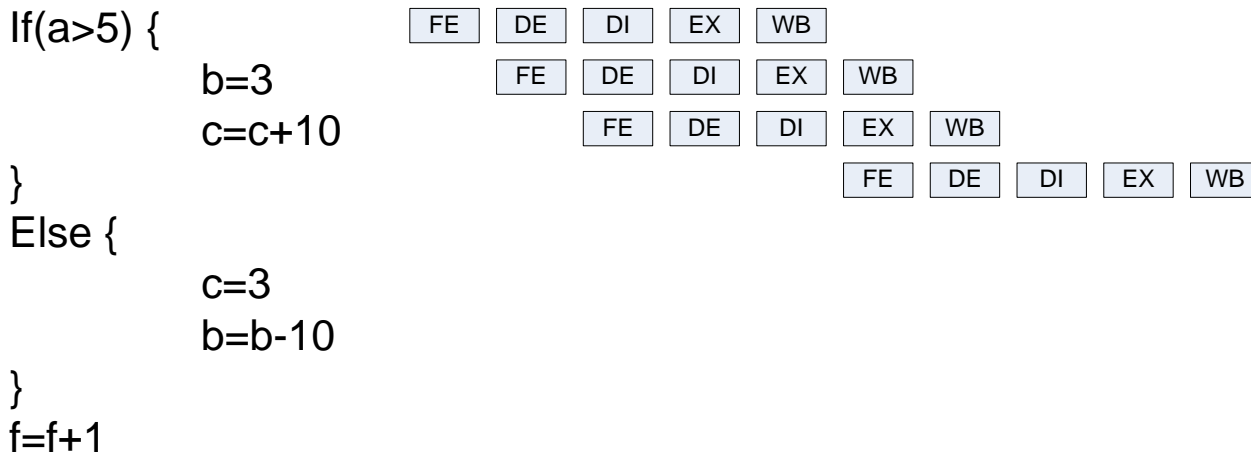 If(a>5) { FE DE DI EX WB
b=3 FE DE DI EX WB
c=c+10 FE DE DI EX WB
} FE DE DI EX WB
Else {
c=3
b=b-10
}
f=f+1